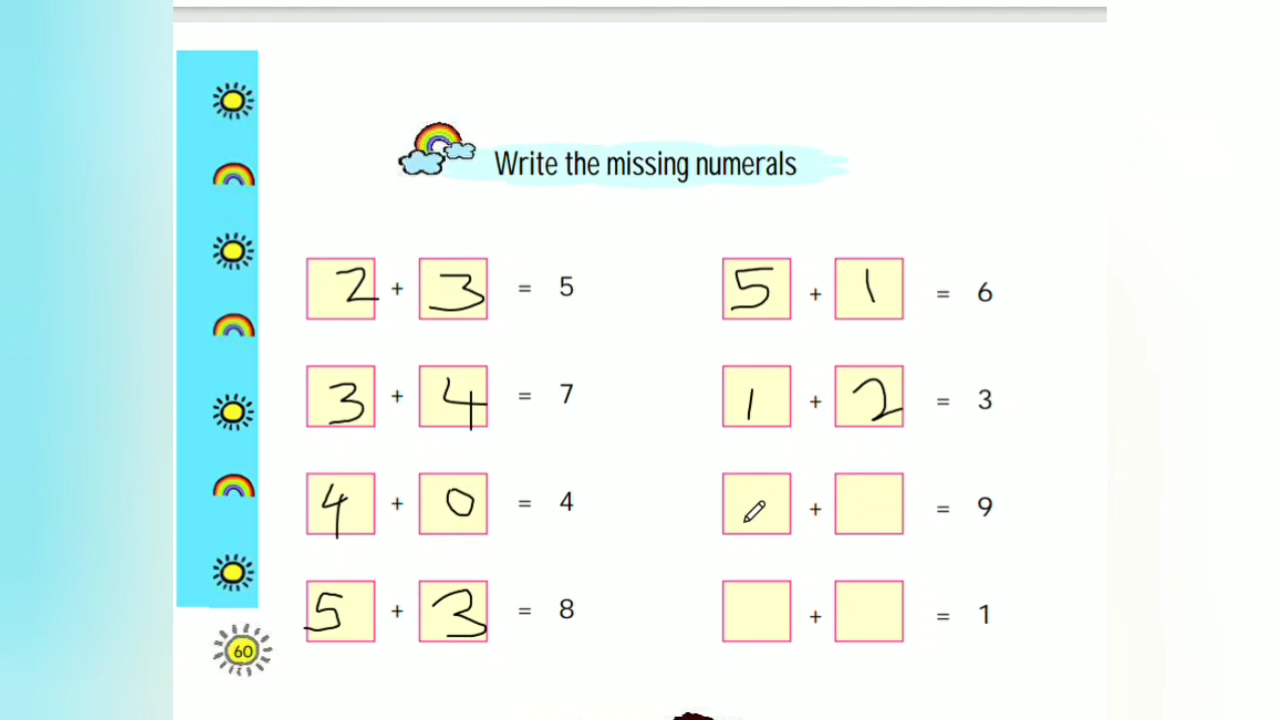 Write the missing numerals
2 + 3 = 5
5 + 1 = 6
3 + 4 = 7
1 + 2 = 3
4 + 0 = 4
+ = 9
5 + 3 = 8
+ = 1
60